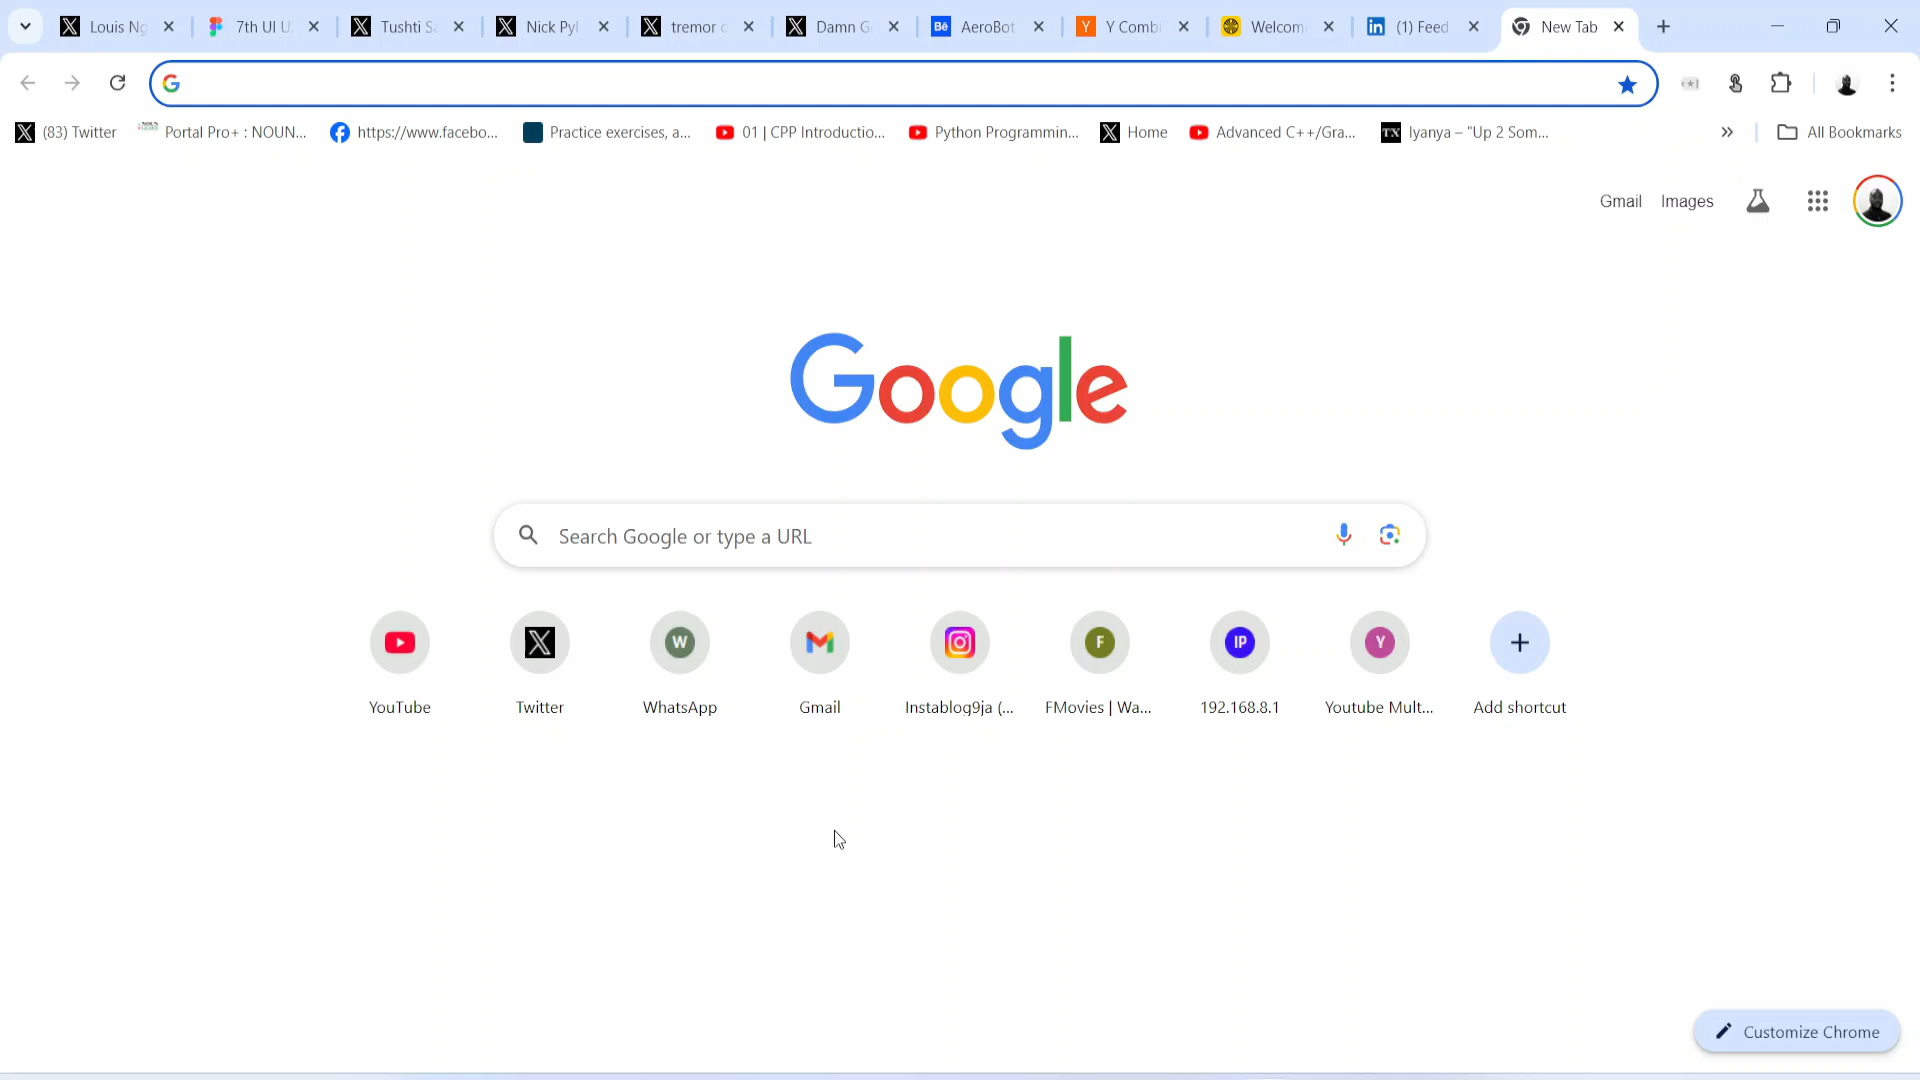 Louis Ng
7th UI U
Tushti Sa
Nick Pyl
tremor c
Damn G
AeroBot
Y Combi
Welcom
(1) Feed
New Tab
(83) Twitter
Portal Pro+ : NOUN...
https://www.facebo...
Practice exercises, a...
01 | CPP Introductio...
Python Programmin...
Home
Advanced C++/Gra...
Iyanya – "Up 2 Som...
All Bookmarks
Gmail
Images
Google
Search Google or type a URL
YouTube
Twitter
WhatsApp
Gmail
Instablog9ja (...
FMovies | Wa...
192.168.8.1
Youtube Mult...
Add shortcut
Customize Chrome